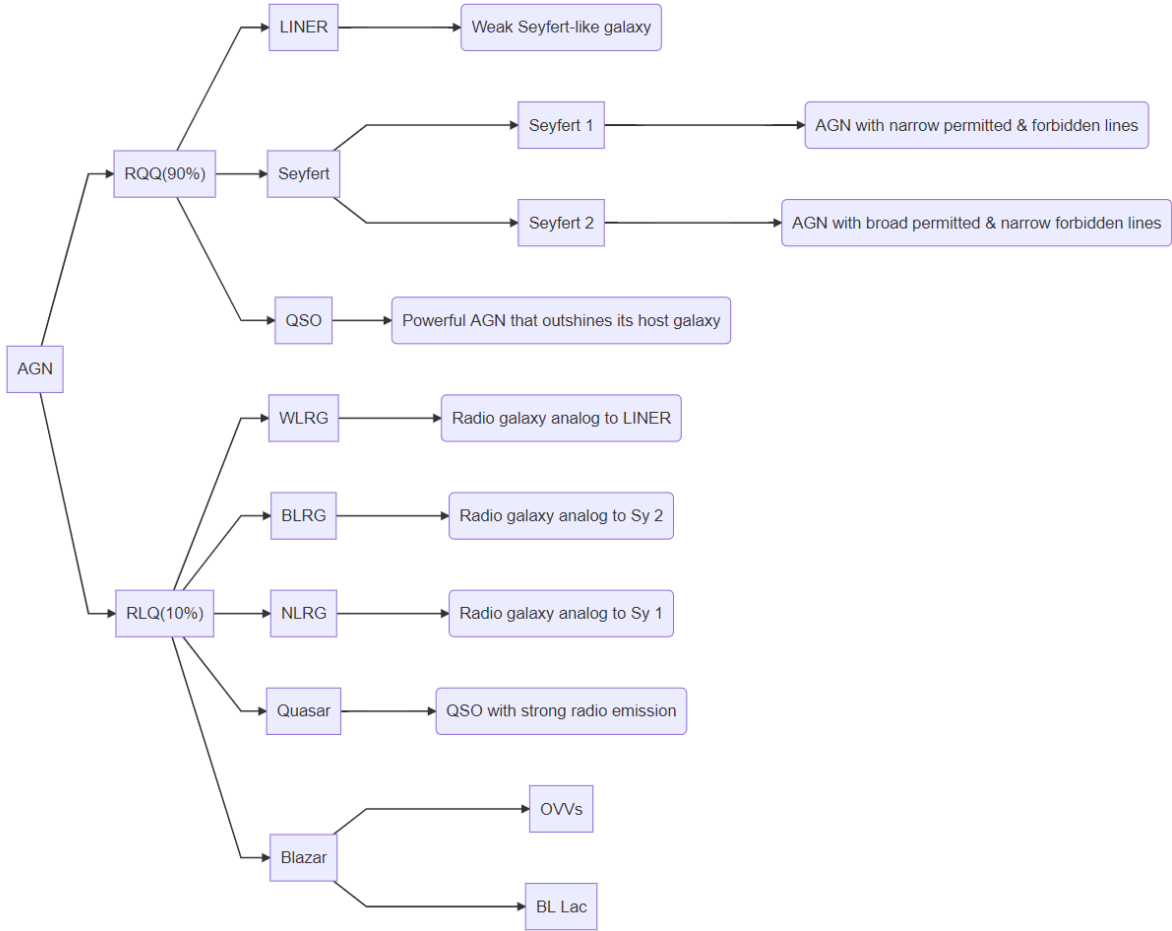 LINER
Weak Seyfert-like galaxy
Seyfert 1
AGN with narrow permitted & forbidden lines
RQQ(90%)
Seyfert
Seyfert 2
AGN with broad permitted & narrow forbidden lines
QSO
Powerful AGN that outshines its host galaxy
AGN
WLRG
Radio galaxy analog to LINER
BLRG
Radio galaxy analog to Sy 2
RLQ(10%)
NLRG
Radio galaxy analog to Sy 1
Quasar
QSO with strong radio emission
OVVs
Blazar
BL Lac